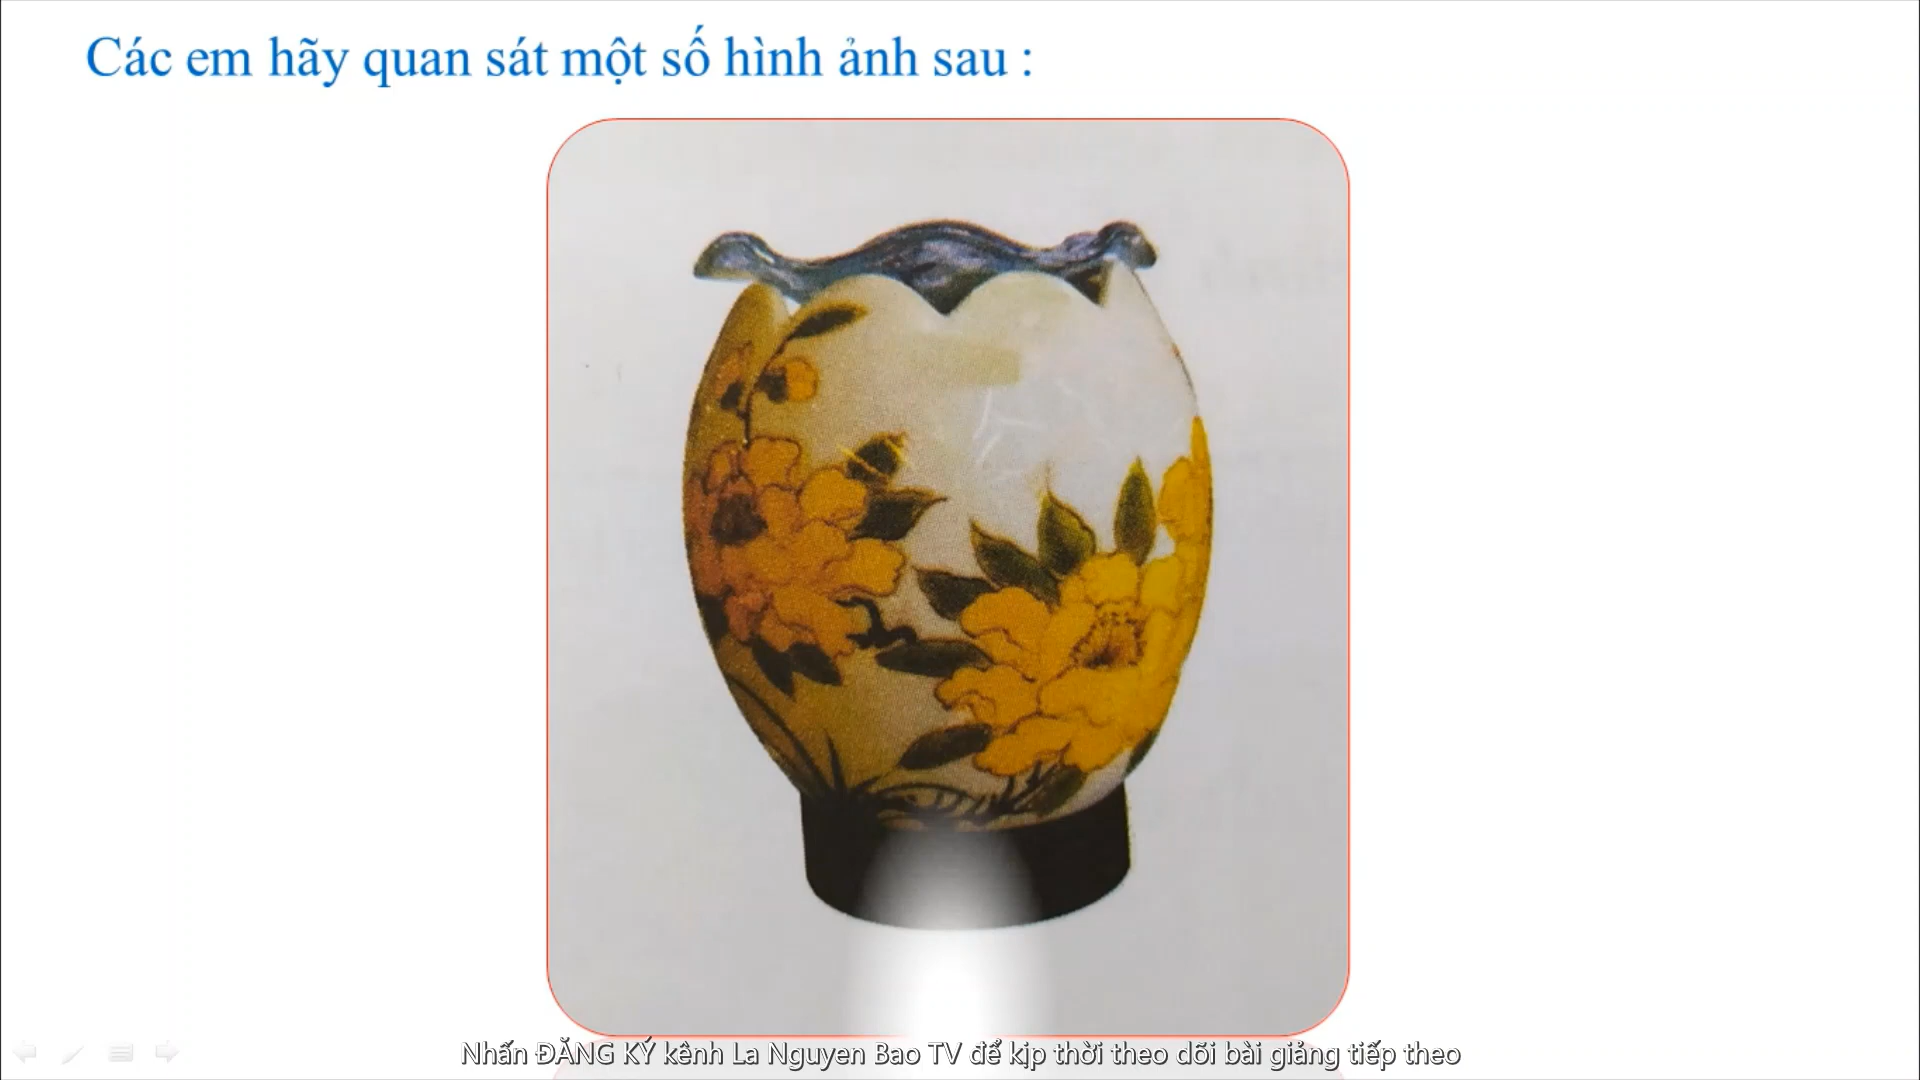 Các em hãy quan sát một số hình ảnh sau :
Nhấn ĐĂNG KÝ kênh La Nguyen Bao TV để kịp thời theo dõi bài giảng tiếp theo